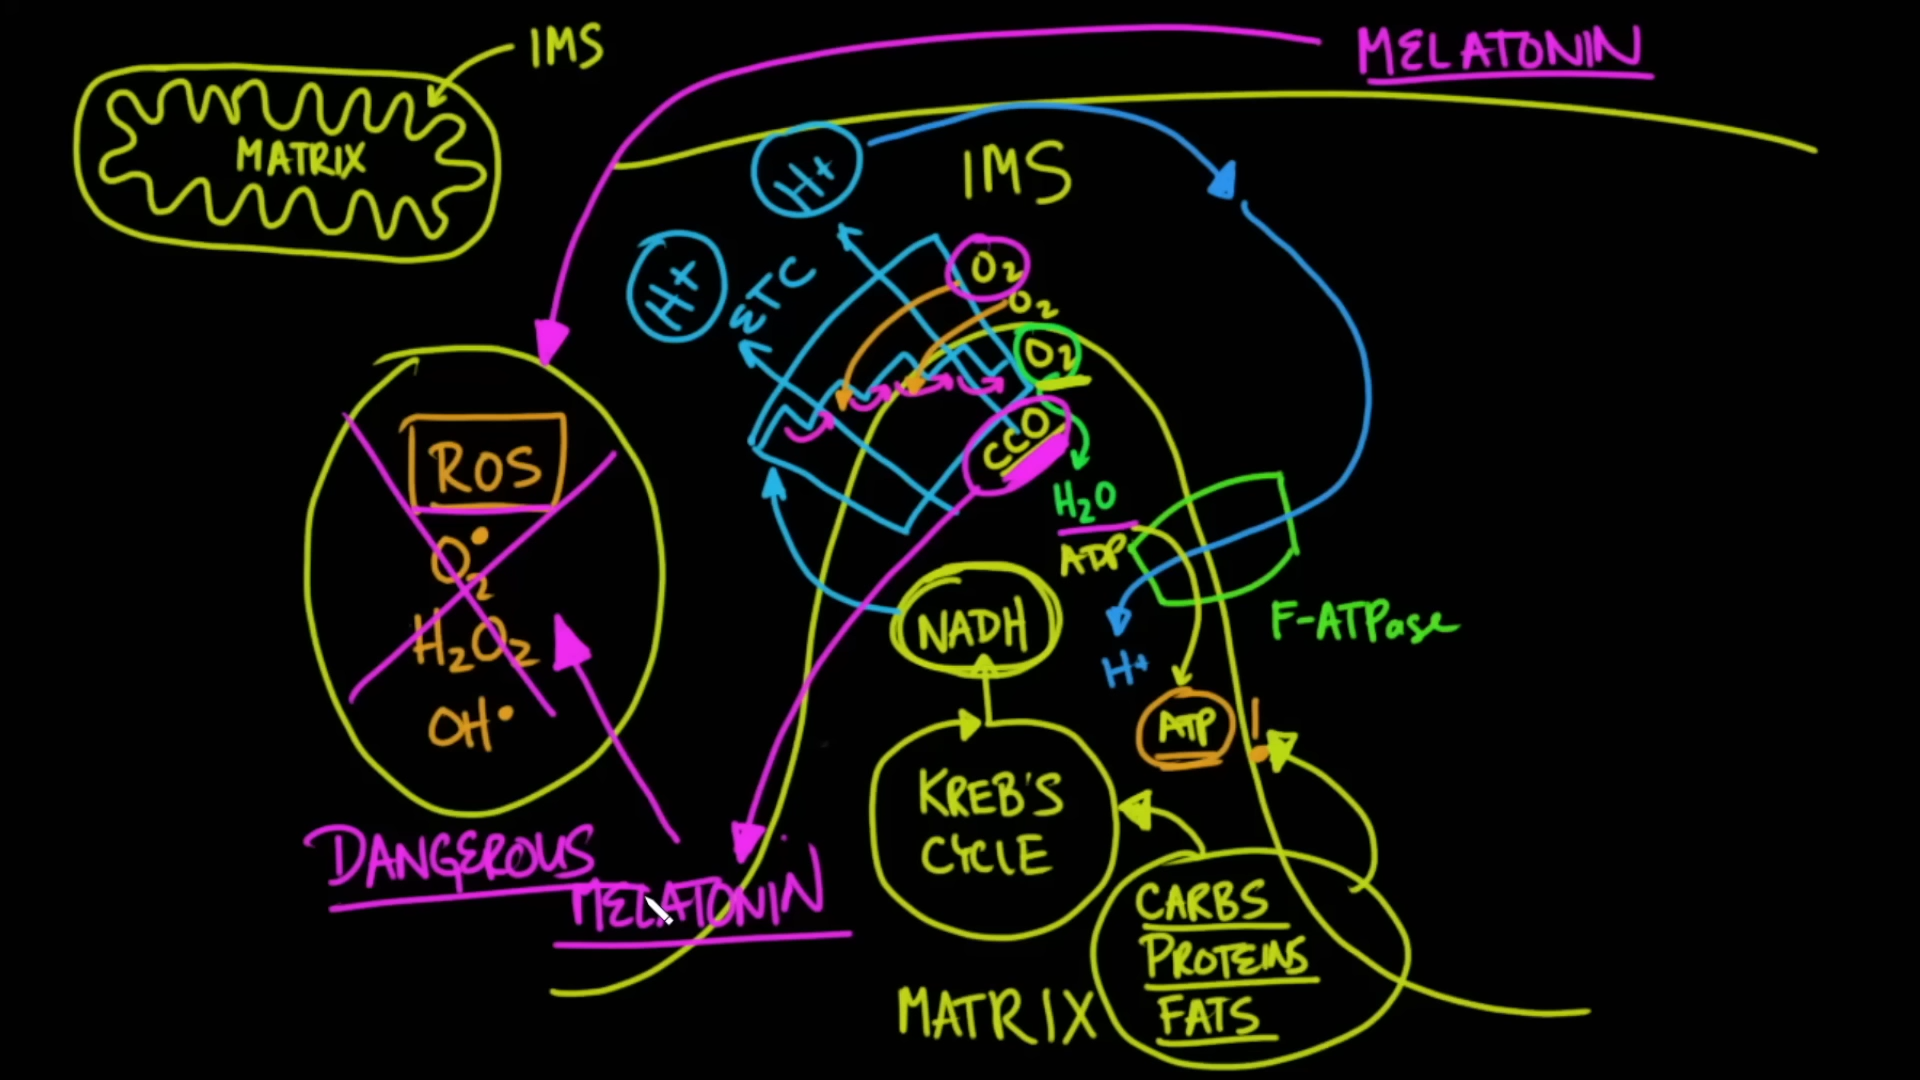 IMS
MELATONIN
MATRIX
H+
IMS
H+
ETC
O2
O2
O2
CCO
ROS
H2O
O2•
ADP
NADH
F-ATPase
H2O2
H+
OH•
ATP !
KREB'S
CYCLE
DANGEROUS
MELATONIN
CARBS
PROTEINS
FATS
MATRIX